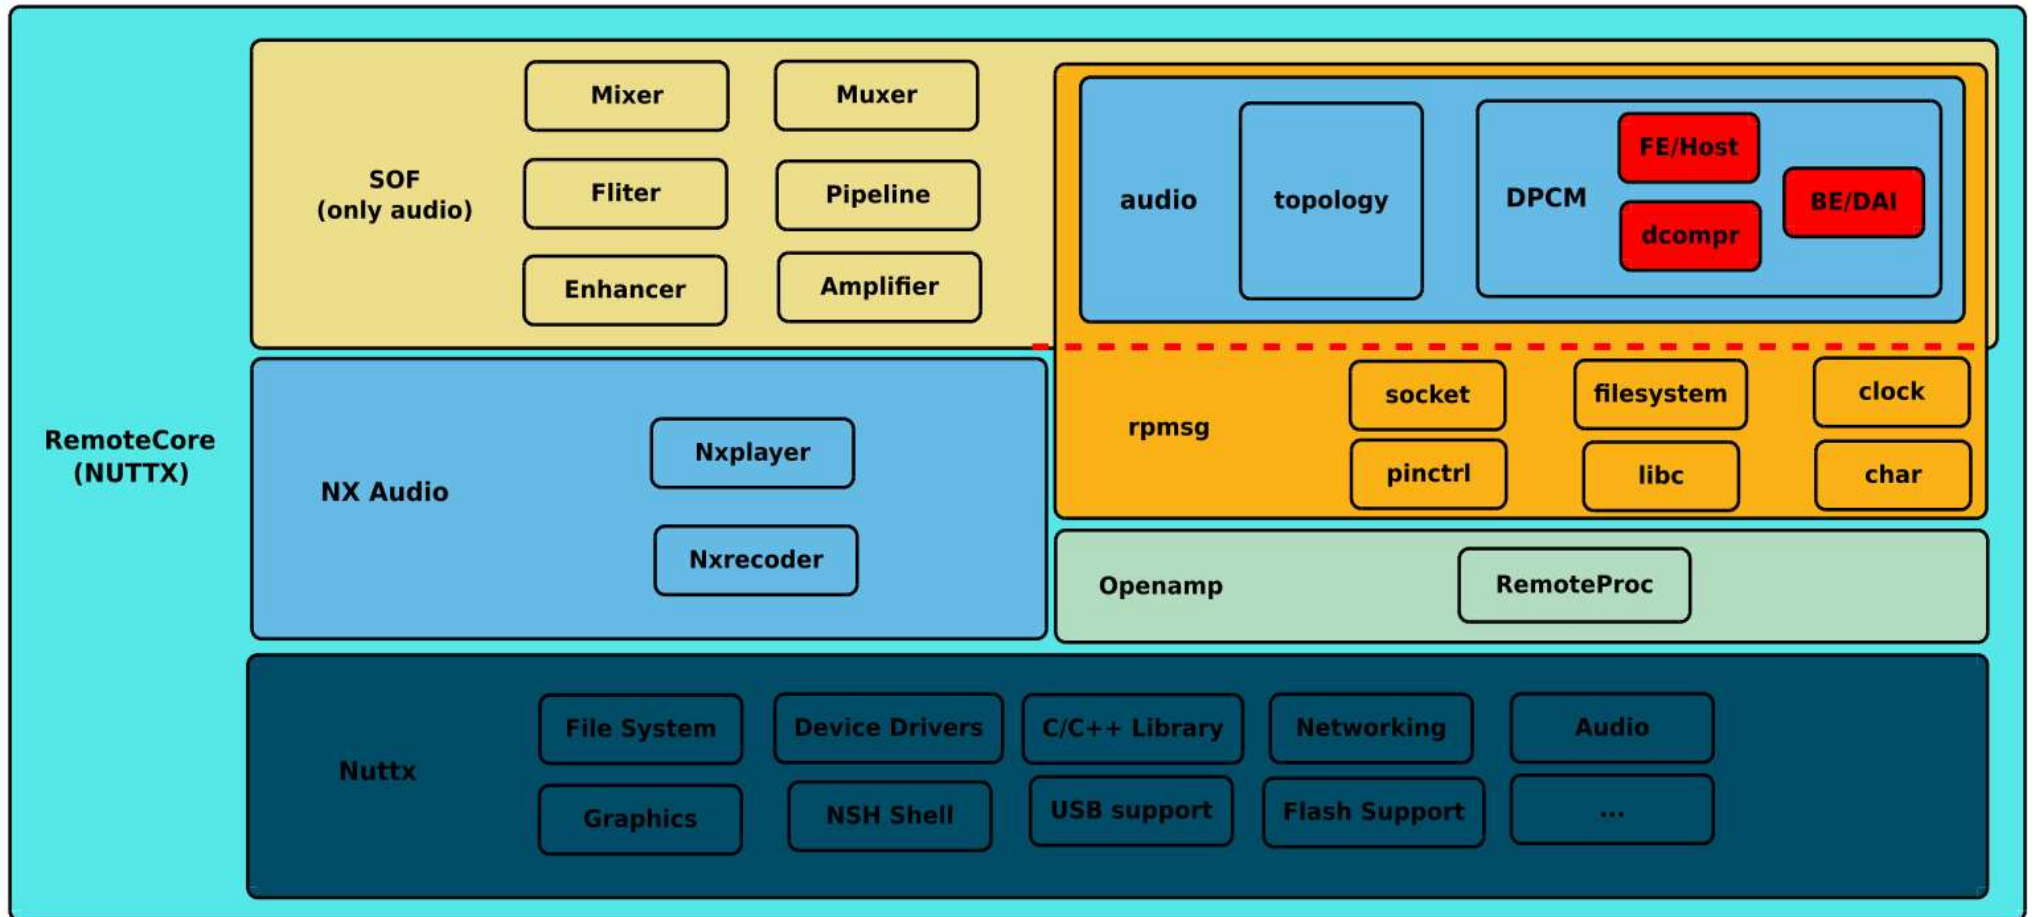 Mixer
Muxer
SOF
(only audio)
Fliter
Pipeline
Enhancer
Amplifier
audio
topology
DPCM
FE/Host
dcompr
BE/DAI
RemoteCore
(NUTTX)
NX Audio
Nxplayer
Nxrecoder
rpmsg
socket
filesystem
clock
pinctrl
libc
char
Openamp
RemoteProc
Nuttx
File System
Device Drivers
C/C++ Library
Networking
Audio
Graphics
NSH Shell
USB support
Flash Support
...